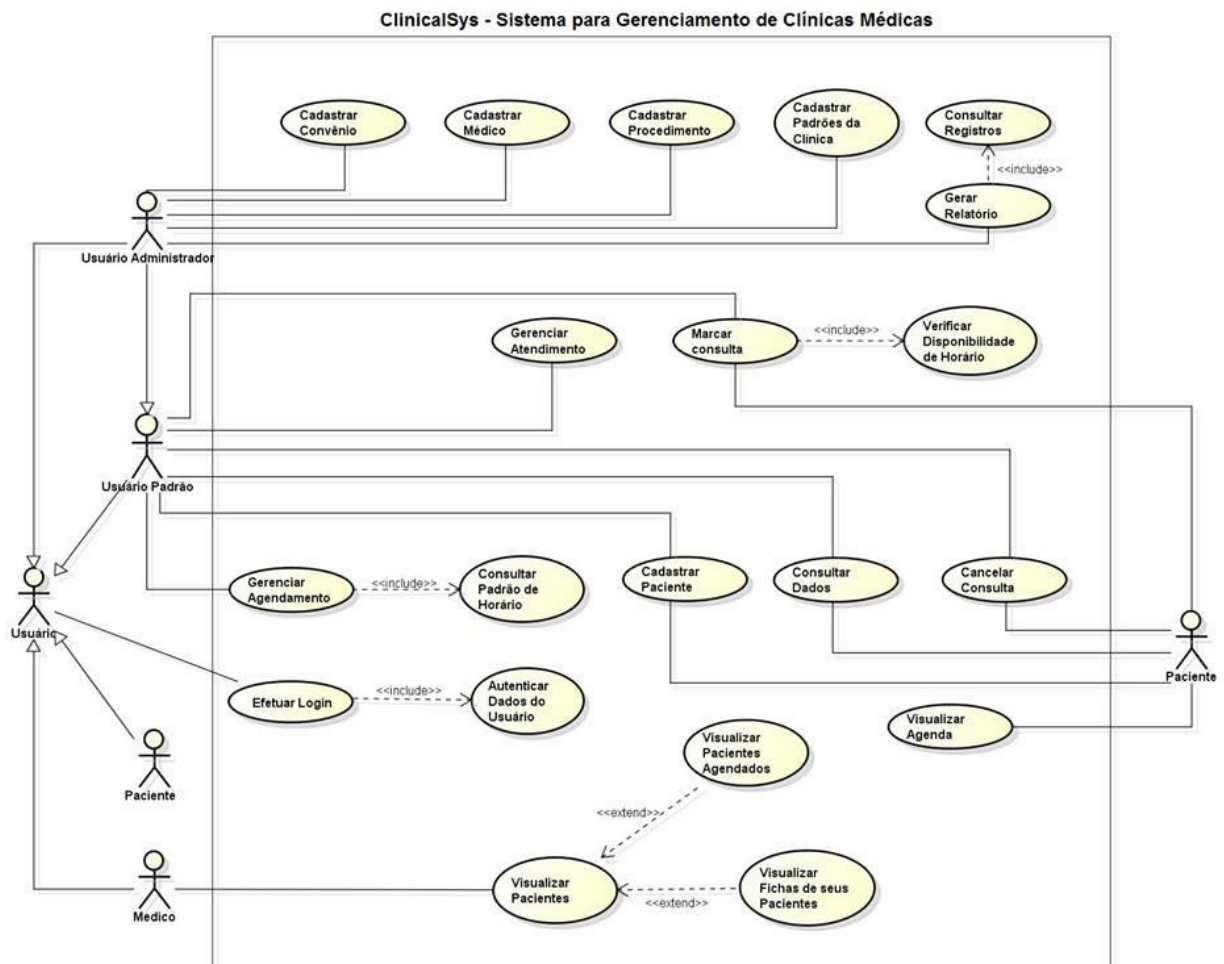 ClinicalSys - Sistema para Gerenciamento de Clínicas Médicas
Cadastrar
Convênio
Cadastrar
Médico
Cadastrar
Procedimento
Cadastrar
Padrões da
Clinica
Consultar
Registros
<<include>>
Gerar
Relatório
Usuário Administrador
Gerenciar
Atendimento
Marcar
consulta
<<include>>
Verificar
Disponibilidade
de Horário
Usuário Padrão
Gerenciar
Agendamento
<<include>>
Consultar
Padrão de
Horário
Cadastrar
Paciente
Consultar
Dados
Cancelar
Consulta
Usuário
Paciente
Efetuar Login
<<include>>
Autenticar
Dados do
Usuário
Visualizar
Agenda
Visualizar
Pacientes
Agendados
Paciente
<<extend>>
Visualizar
Pacientes
<<extend>>
Visualizar
Fichas de seus
Pacientes
Medico